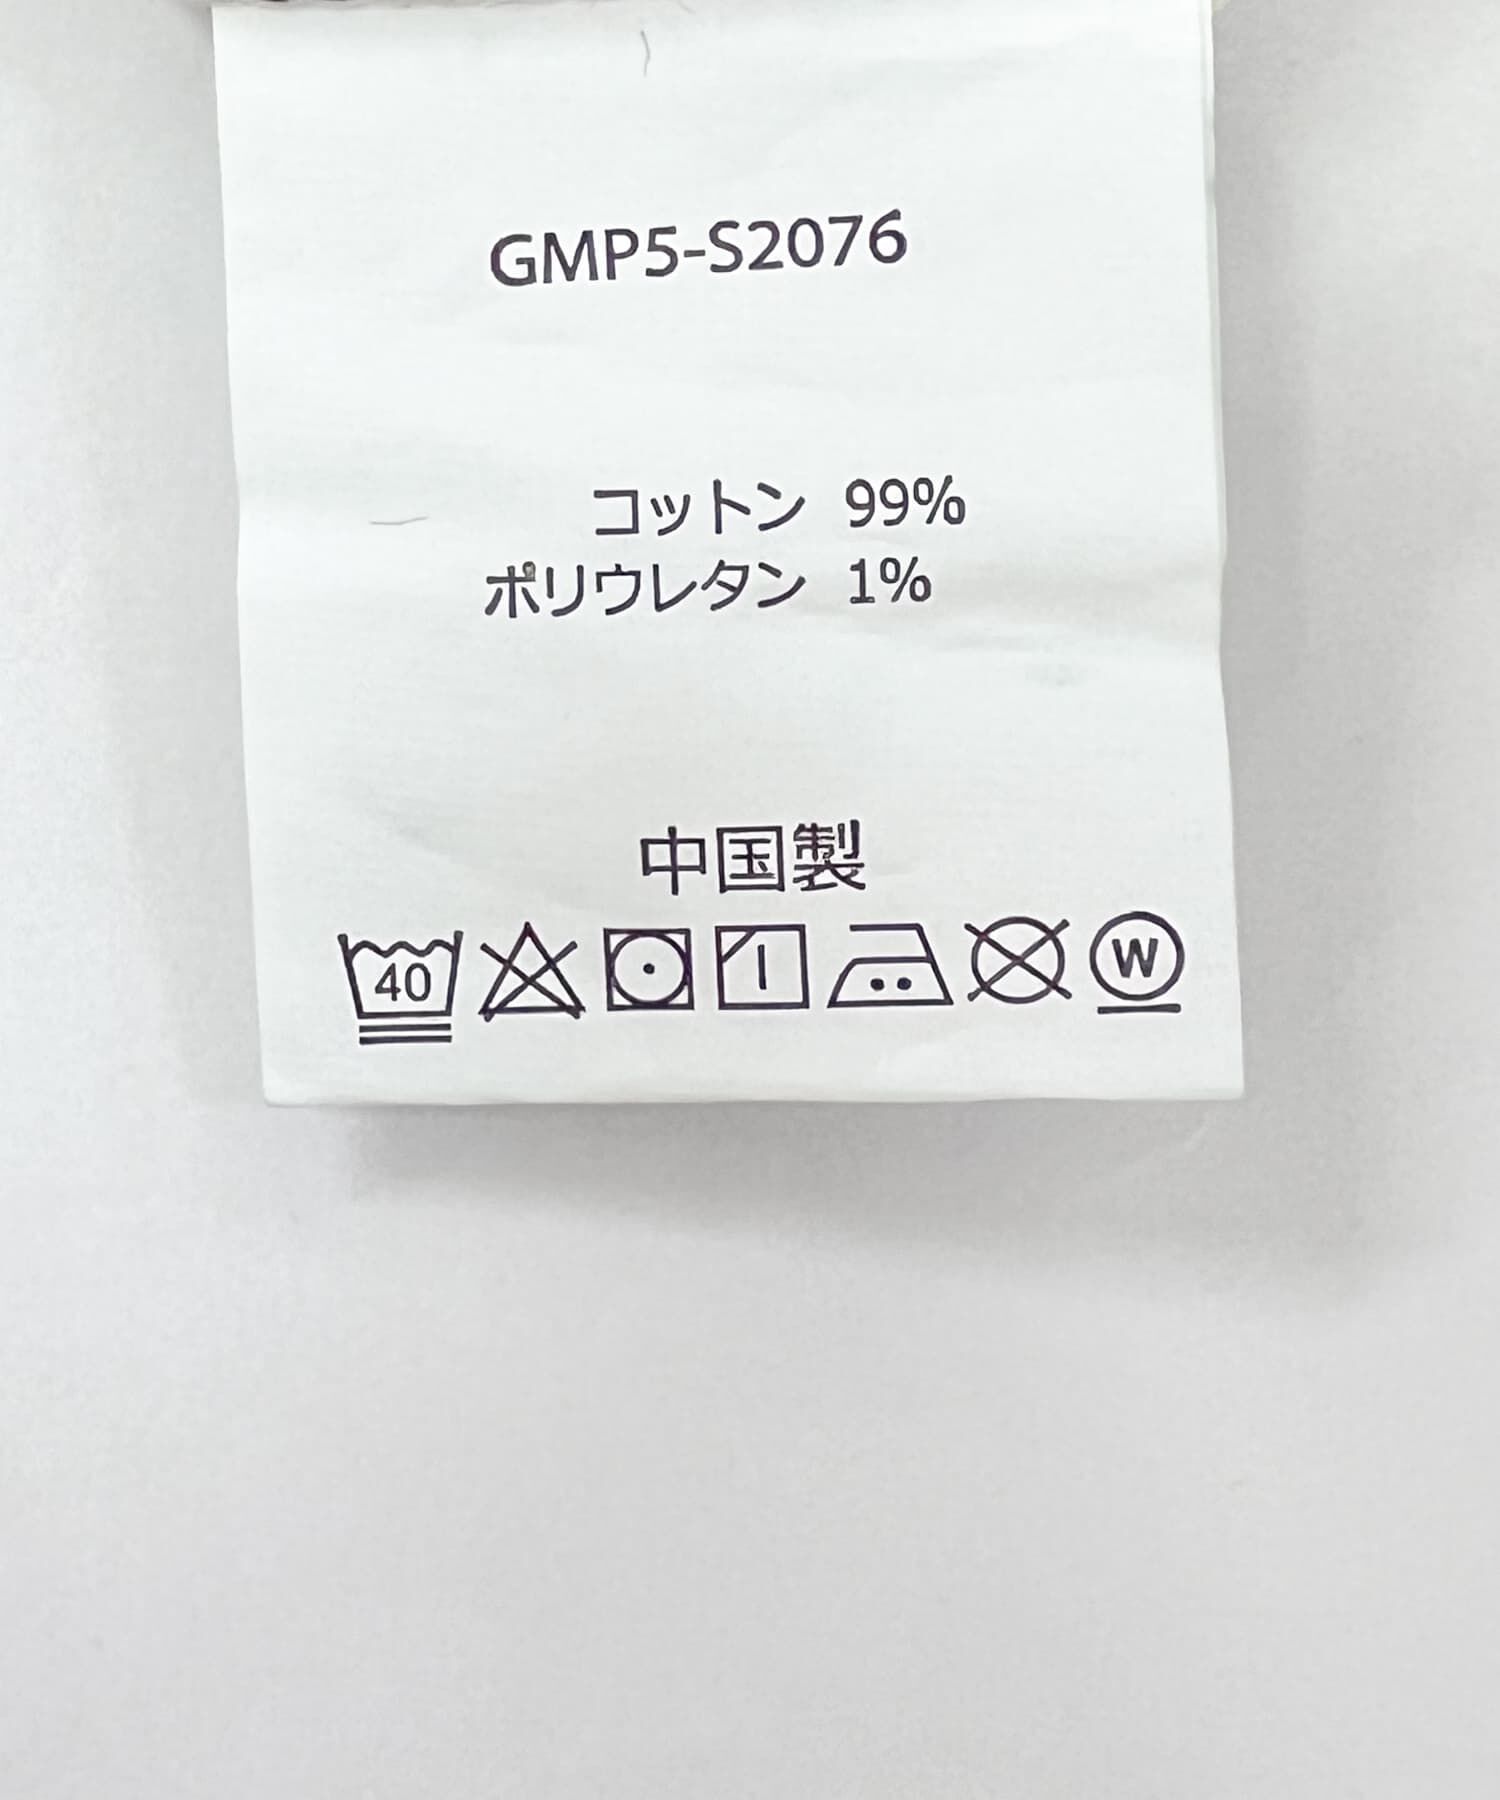 GMP5-S2076
コットン 99%
ポリウレタン 1%
中国製
40 W